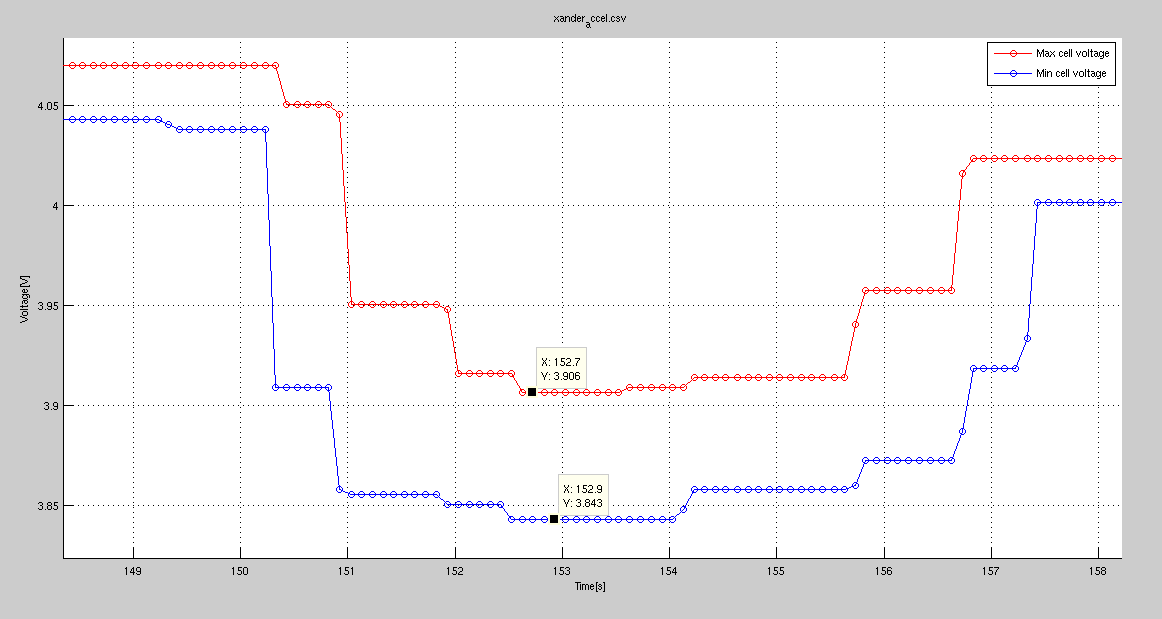 xander_accel.csv
Max cell voltage
Min cell voltage
4.05
4
3.95
3.9
3.85
Voltage[V]
X: 152.7
Y: 3.906
X: 152.9
Y: 3.843
149 150 151 152 153 154 155 156 157 158
Time[s]